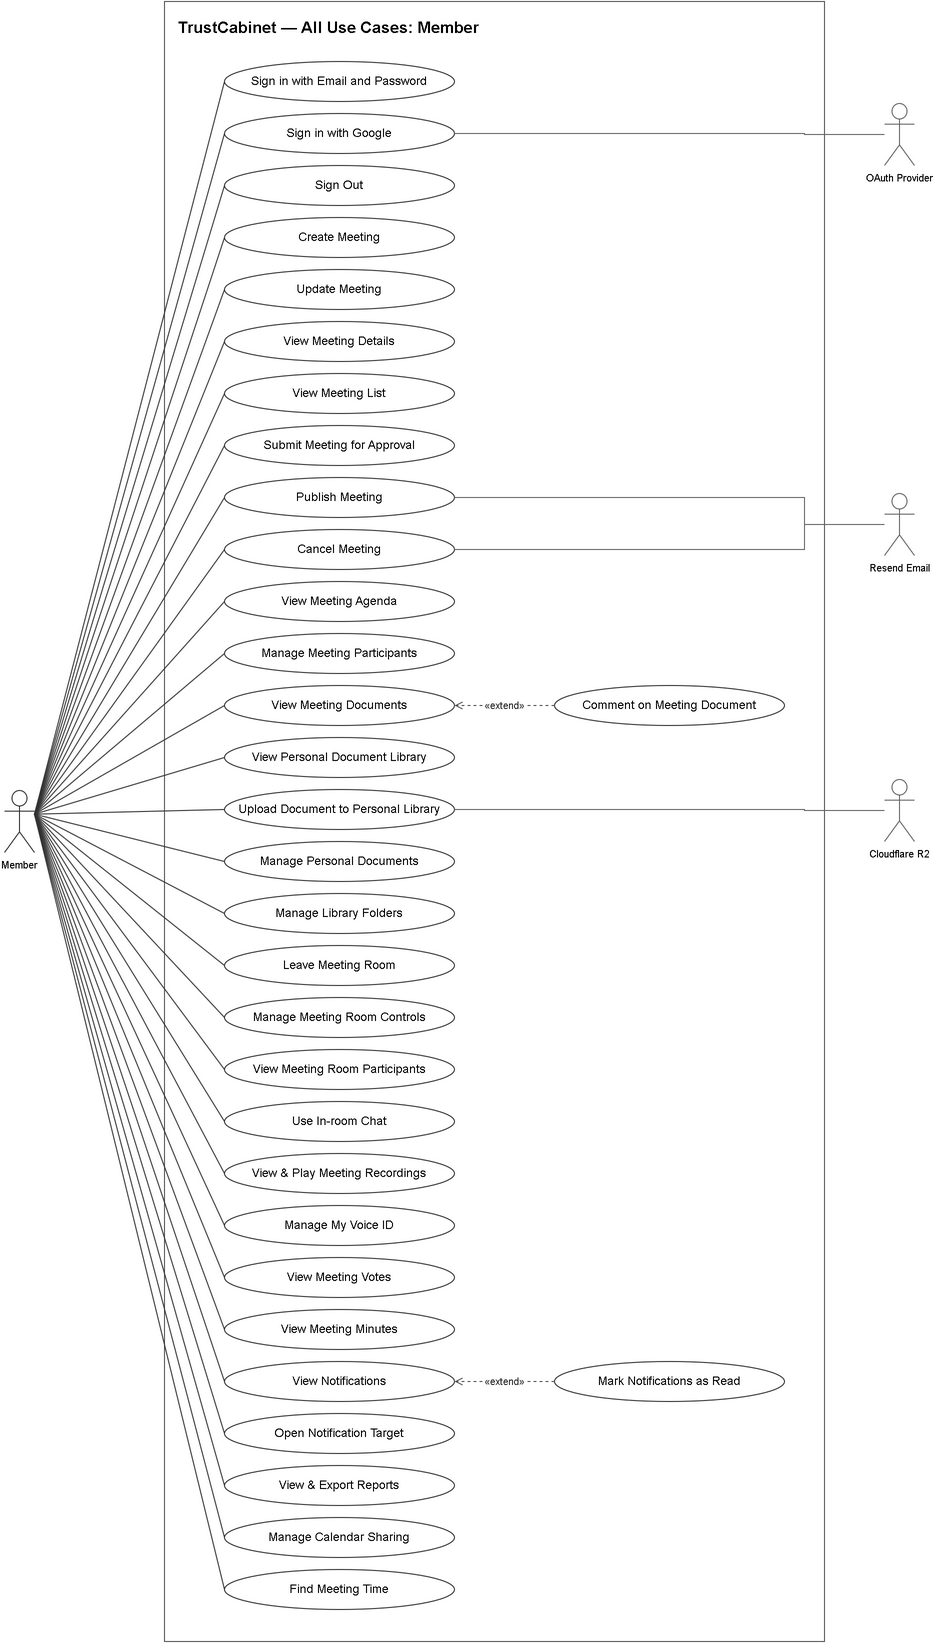 TrustCabinet — All Use Cases: Member
Sign in with Email and Password
Sign in with Google
OAuth Provider
Sign Out
Create Meeting
Update Meeting
View Meeting Details
View Meeting List
Submit Meeting for Approval
Publish Meeting
Cancel Meeting
Resend Email
View Meeting Agenda
Manage Meeting Participants
View Meeting Documents
«extend»
Comment on Meeting Document
View Personal Document Library
Upload Document to Personal Library
Cloudflare R2
Member
Manage Personal Documents
Manage Library Folders
Leave Meeting Room
Manage Meeting Room Controls
View Meeting Room Participants
Use In-room Chat
View & Play Meeting Recordings
Manage My Voice ID
View Meeting Votes
View Meeting Minutes
View Notifications
«extend»
Mark Notifications as Read
Open Notification Target
View & Export Reports
Manage Calendar Sharing
Find Meeting Time